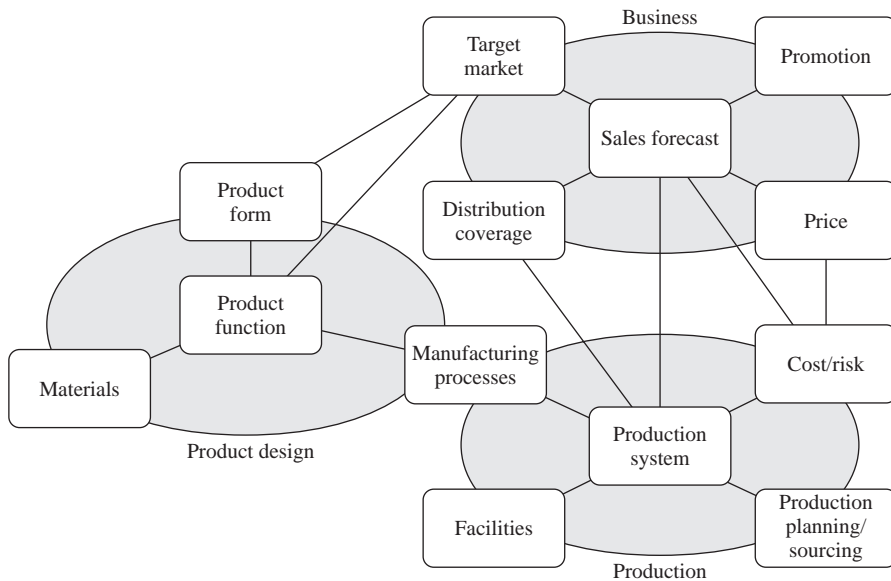 Business
Target
market
Promotion
Sales forecast
Product
form
Distribution
coverage
Price
Product
function
Materials
Manufacturing
processes
Cost/risk
Product design
Production
system
Facilities
Production
planning/
sourcing
Production